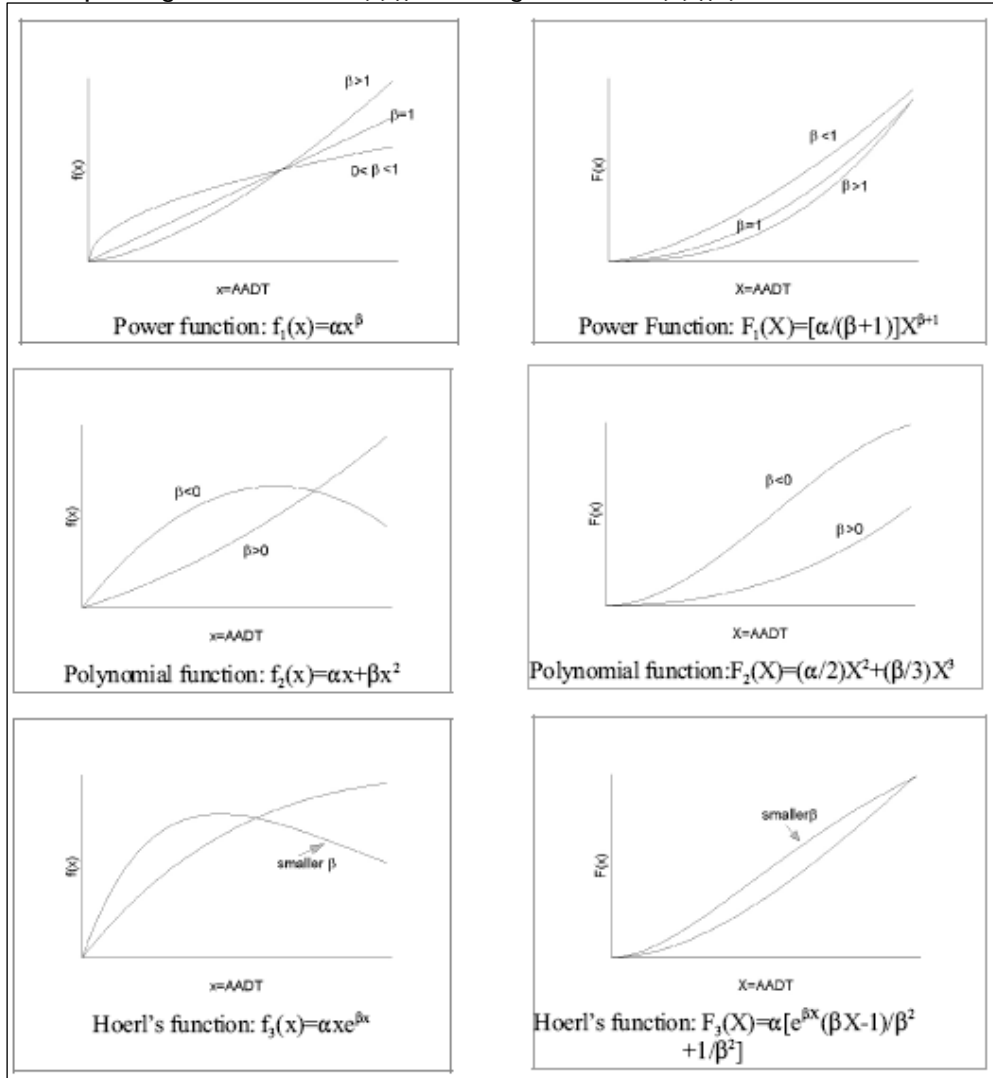 β>1
β=1
0< β <1
f(x)
x=AADT
Power function: f₁(x)=αx^β
β <1
β>1
β=1
F(x)
X=AADT
Power Function: F₁(X)=[α/(β+1)]X^β+1
β<0
β>0
f(x)
x=AADT
Polynomial function: f₂(x)=αx+βx²
β<0
β>0
F(x)
X=AADT
Polynomial function:F₂(X)=(α/2)X²+(β/3)X³
smaller β
f(x)
x=AADT
Hoerl's function: f₃(x)=αxe^βx
smallerβ
F(x)
X=AADT
Hoerl's function: F₃(X)=α[e^βX(βX-1)/β²
+1/β²]